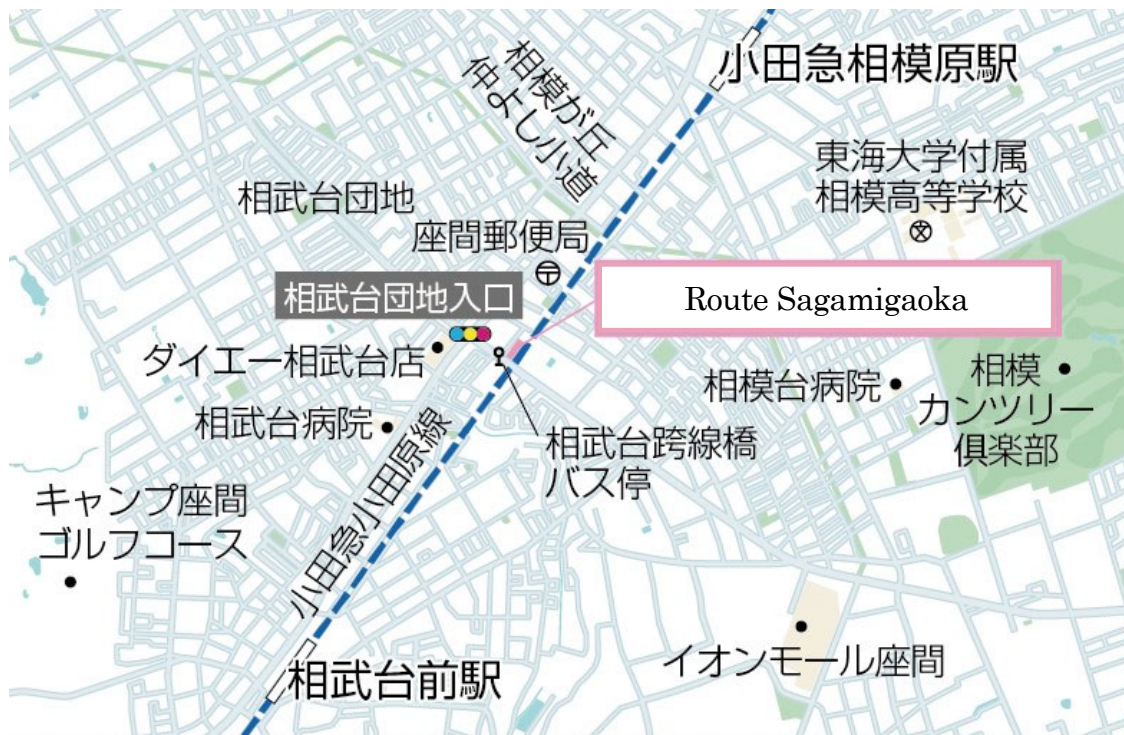 小田急相模原駅
相模が丘
仲よし小道
東海大学付属
相模高等学校
文
相武台団地
座間郵便局
〒
相武台団地入口
Route Sagamigaoka
ダイエー相武台店
相模台病院
相模
カンツリー
倶楽部
相武台病院
相武台跨線橋
バス停
小田急小田原線
キャンプ座間
ゴルフコース
イオンモール座間
相武台前駅